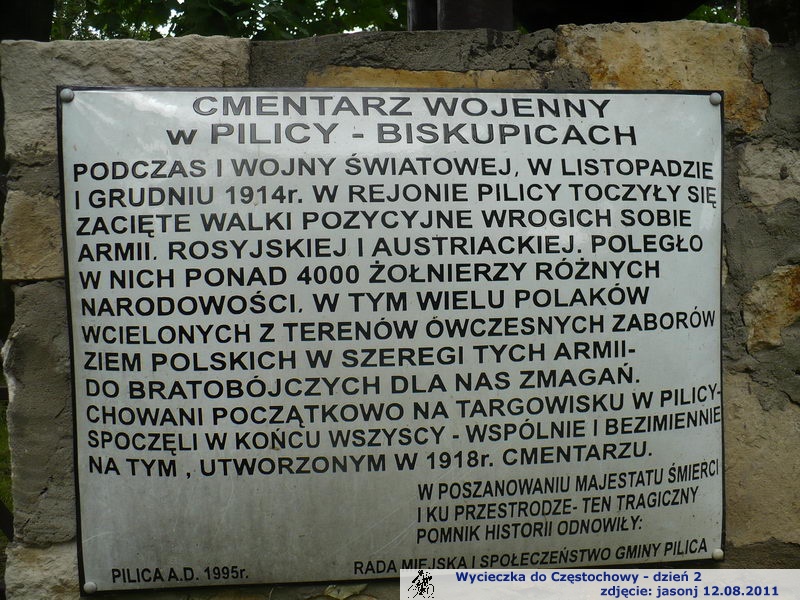 CMENTARZ WOJENNY
w PILICY - BISKUPICACH
PODCZAS I WOJNY ŚWIATOWEJ, W LISTOPADZIE
I GRUDNIU 1914r. W REJONIE PILICY TOCZYŁY SIĘ
ZACIĘTE WALKI POZYCYJNE WROGICH SOBIE
ARMII. ROSYJSKIEJ I AUSTRIACKIEJ. POLEGŁO
W NICH PONAD 4000 ŻOŁNIERZY RÓŻNYCH
NARODOWOŚCI. W TYM WIELU POLAKÓW
WCIELONYCH Z TERENÓW ÓWCZESNYCH ZABORÓW
ZIEM POLSKICH W SZEREGI TYCH ARMII-
DO BRATOBÓJCZYCH DLA NAS ZMAGAŃ.
CHOWANI POCZĄTKOWO NA TARGOWISKU W PILICY-
SPOCZĘLI W KOŃCU WSZYSCY - WSPÓLNIE I BEZIMIENNIE
NA TYM , UTWORZONYM W 1918r. CMENTARZU.
W POSZANOWANIU MAJESTATU ŚMIERCI
I KU PRZESTRODZE- TEN TRAGICZNY
POMNIK HISTORII ODNOWIŁY:
RADA MIEJSKA I SPOŁECZEŃSTWO GMINY PILICA
PILICA A.D. 1995r.
Wycieczka do Częstochowy - dzień 2
zdjęcie: jasonj 12.08.2011